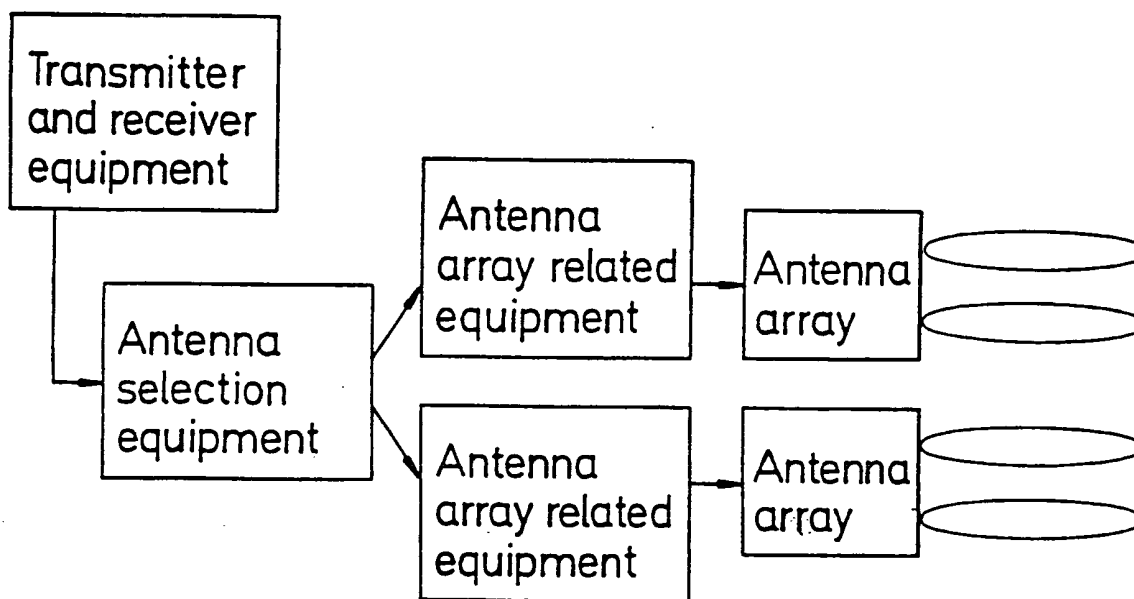 Transmitter
and receiver
equipment
Antenna
selection
equipment
Antenna
array related
equipment
Antenna
array
Antenna
array related
equipment
Antenna
array